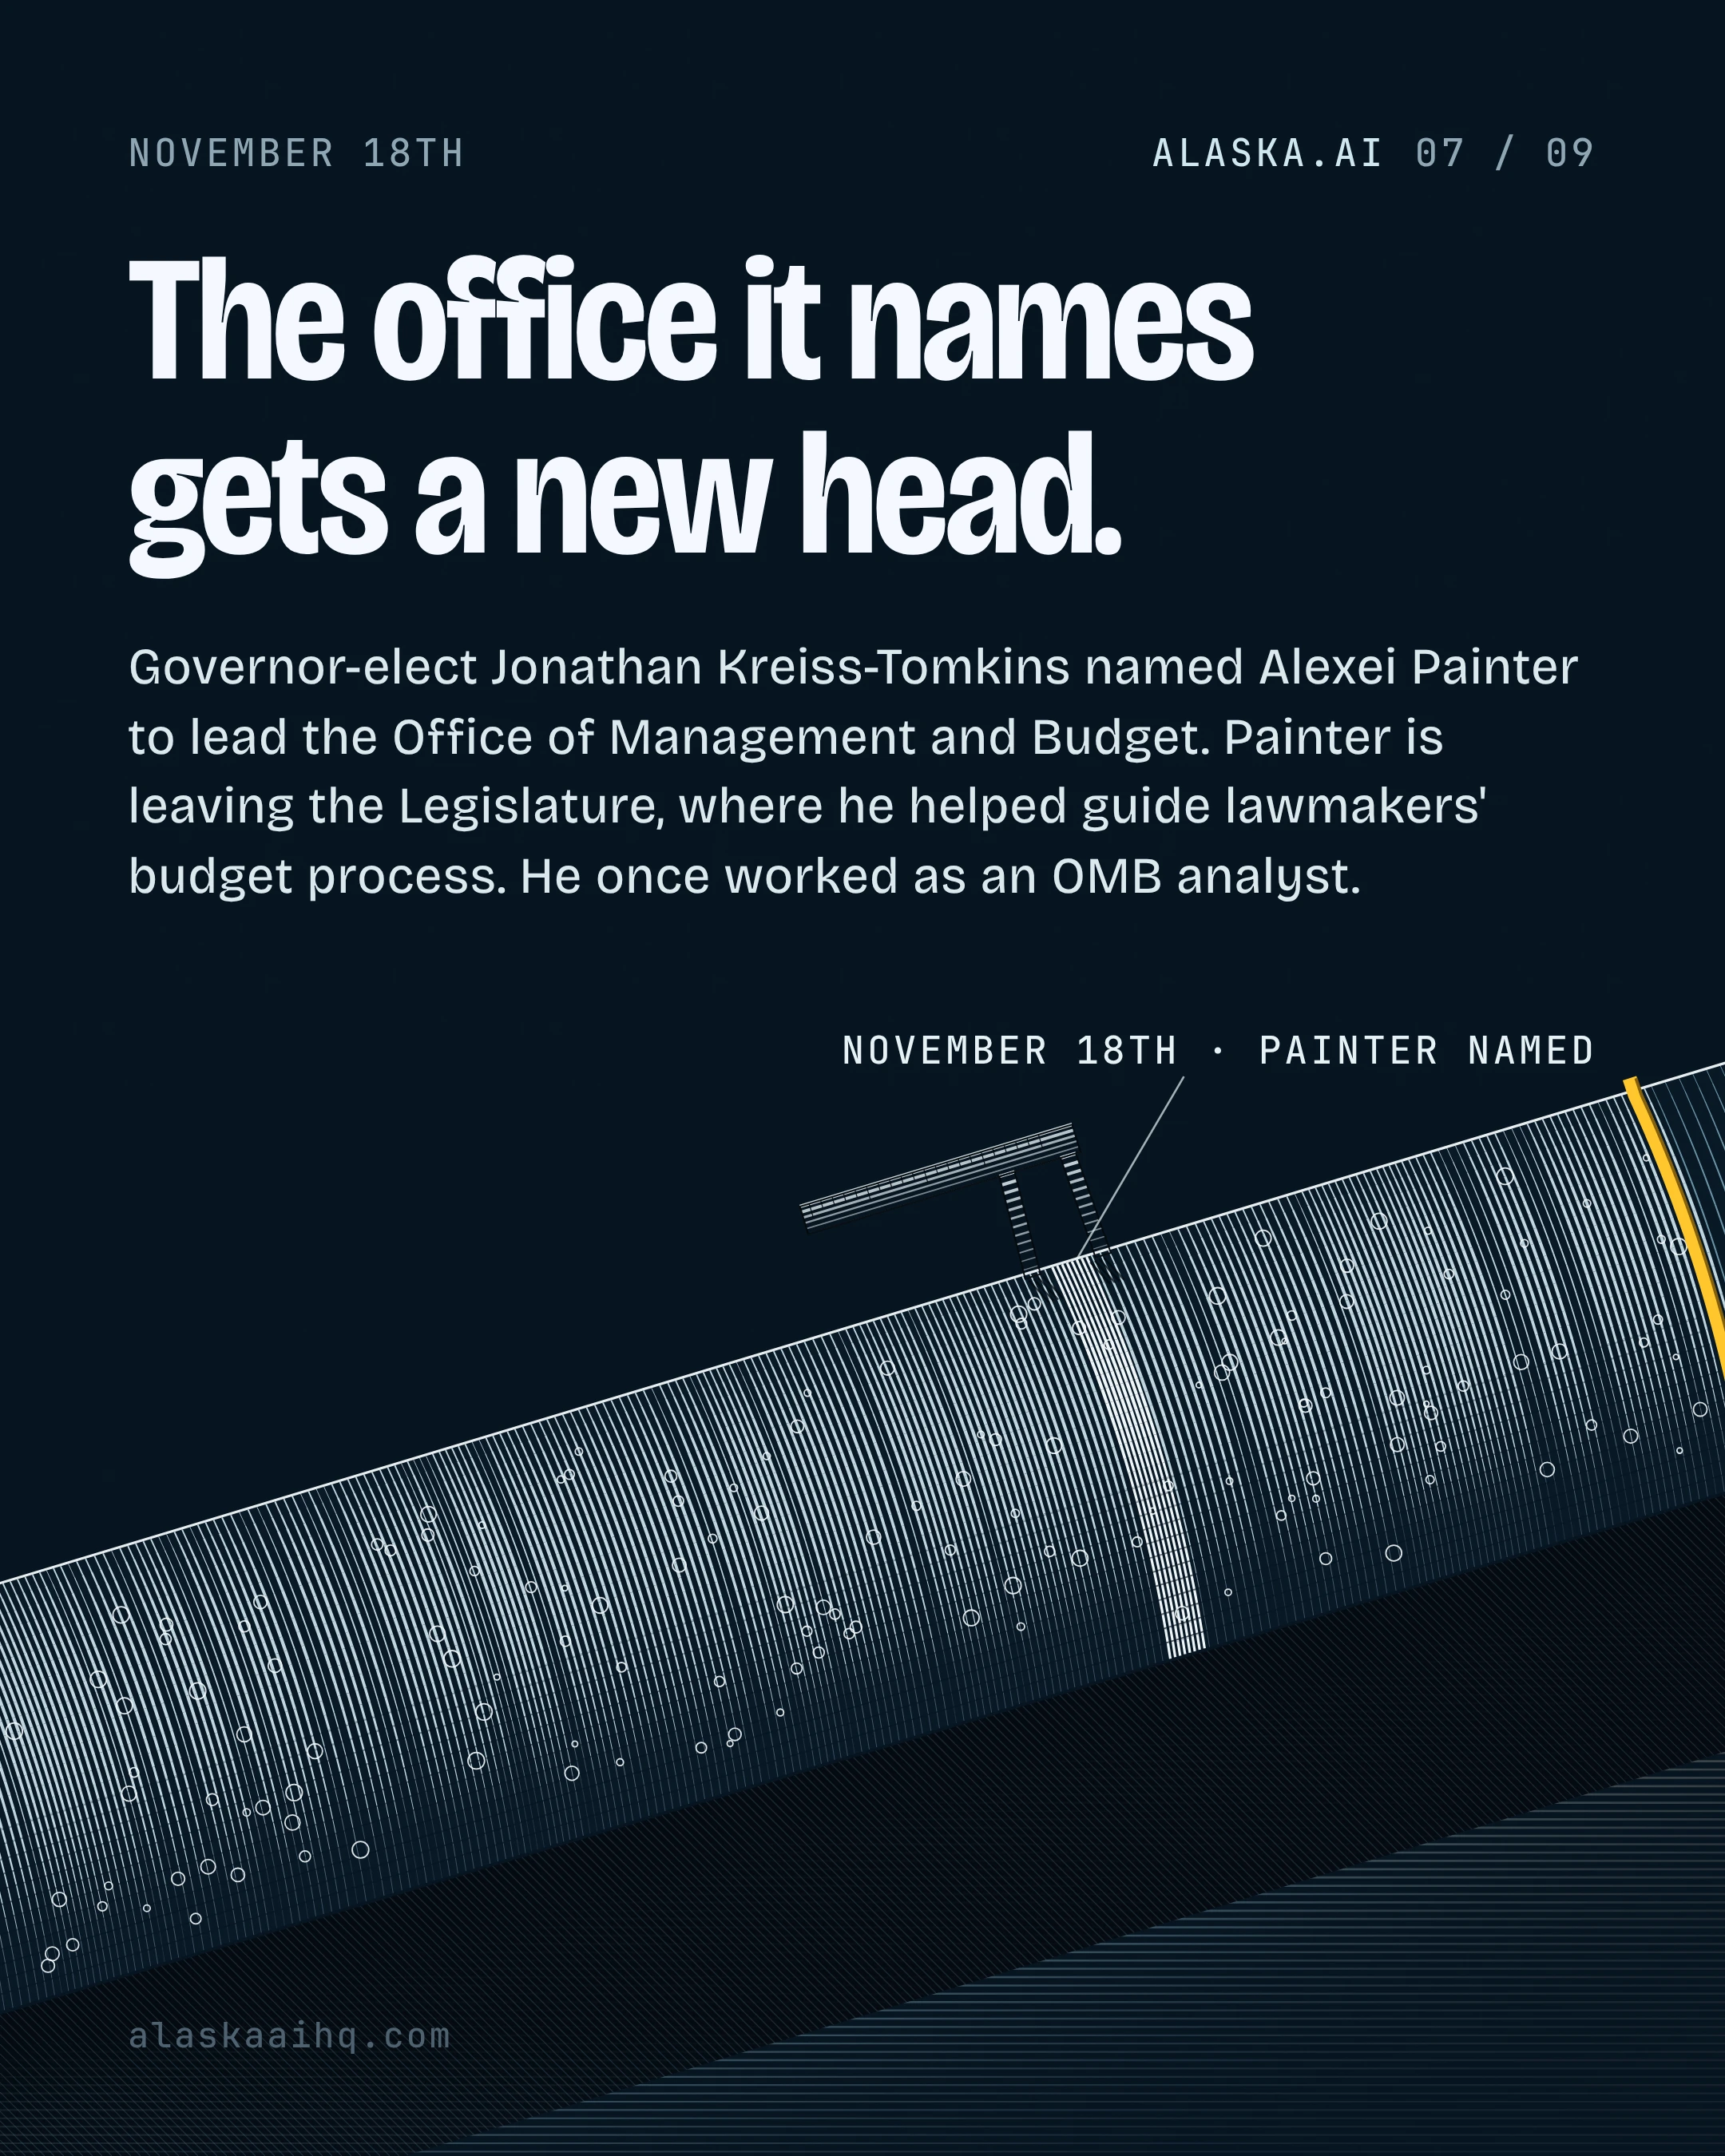 NOVEMBER 18TH
ALASKA.AI 07 / 09
The office it names
gets a new head.
Governor-elect Jonathan Kreiss-Tomkins named Alexei Painter
to lead the Office of Management and Budget. Painter is
leaving the Legislature, where he helped guide lawmakers'
budget process. He once worked as an OMB analyst.
NOVEMBER 18TH · PAINTER NAMED
alaskaaihq.com